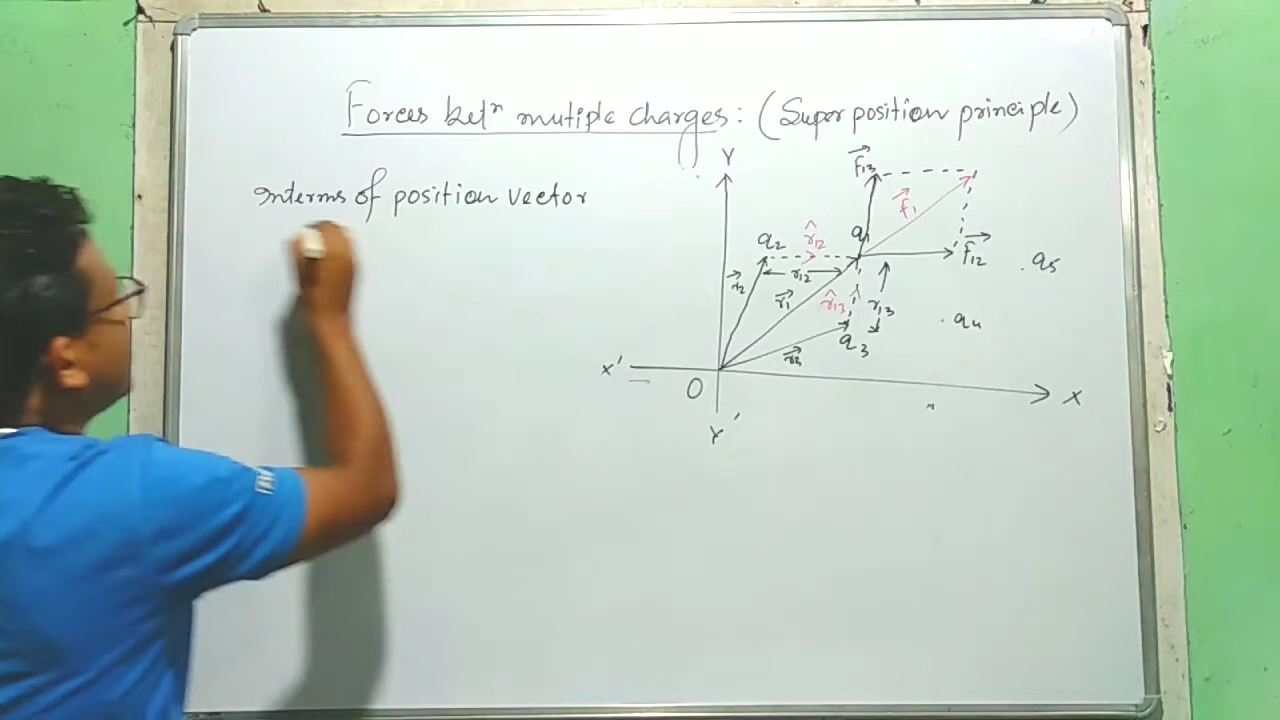 Forces betⁿ mutiple charges : (Super position principle)
interms of position vector
Y
F₁₃
F₁
q₁
q₂
r̂₁₂
F₁₂
r₂
r₁₂
q₅
r₁
r̂₁₃
r₁₃
q₄
q₃
r₃
X'
O
X
Y'